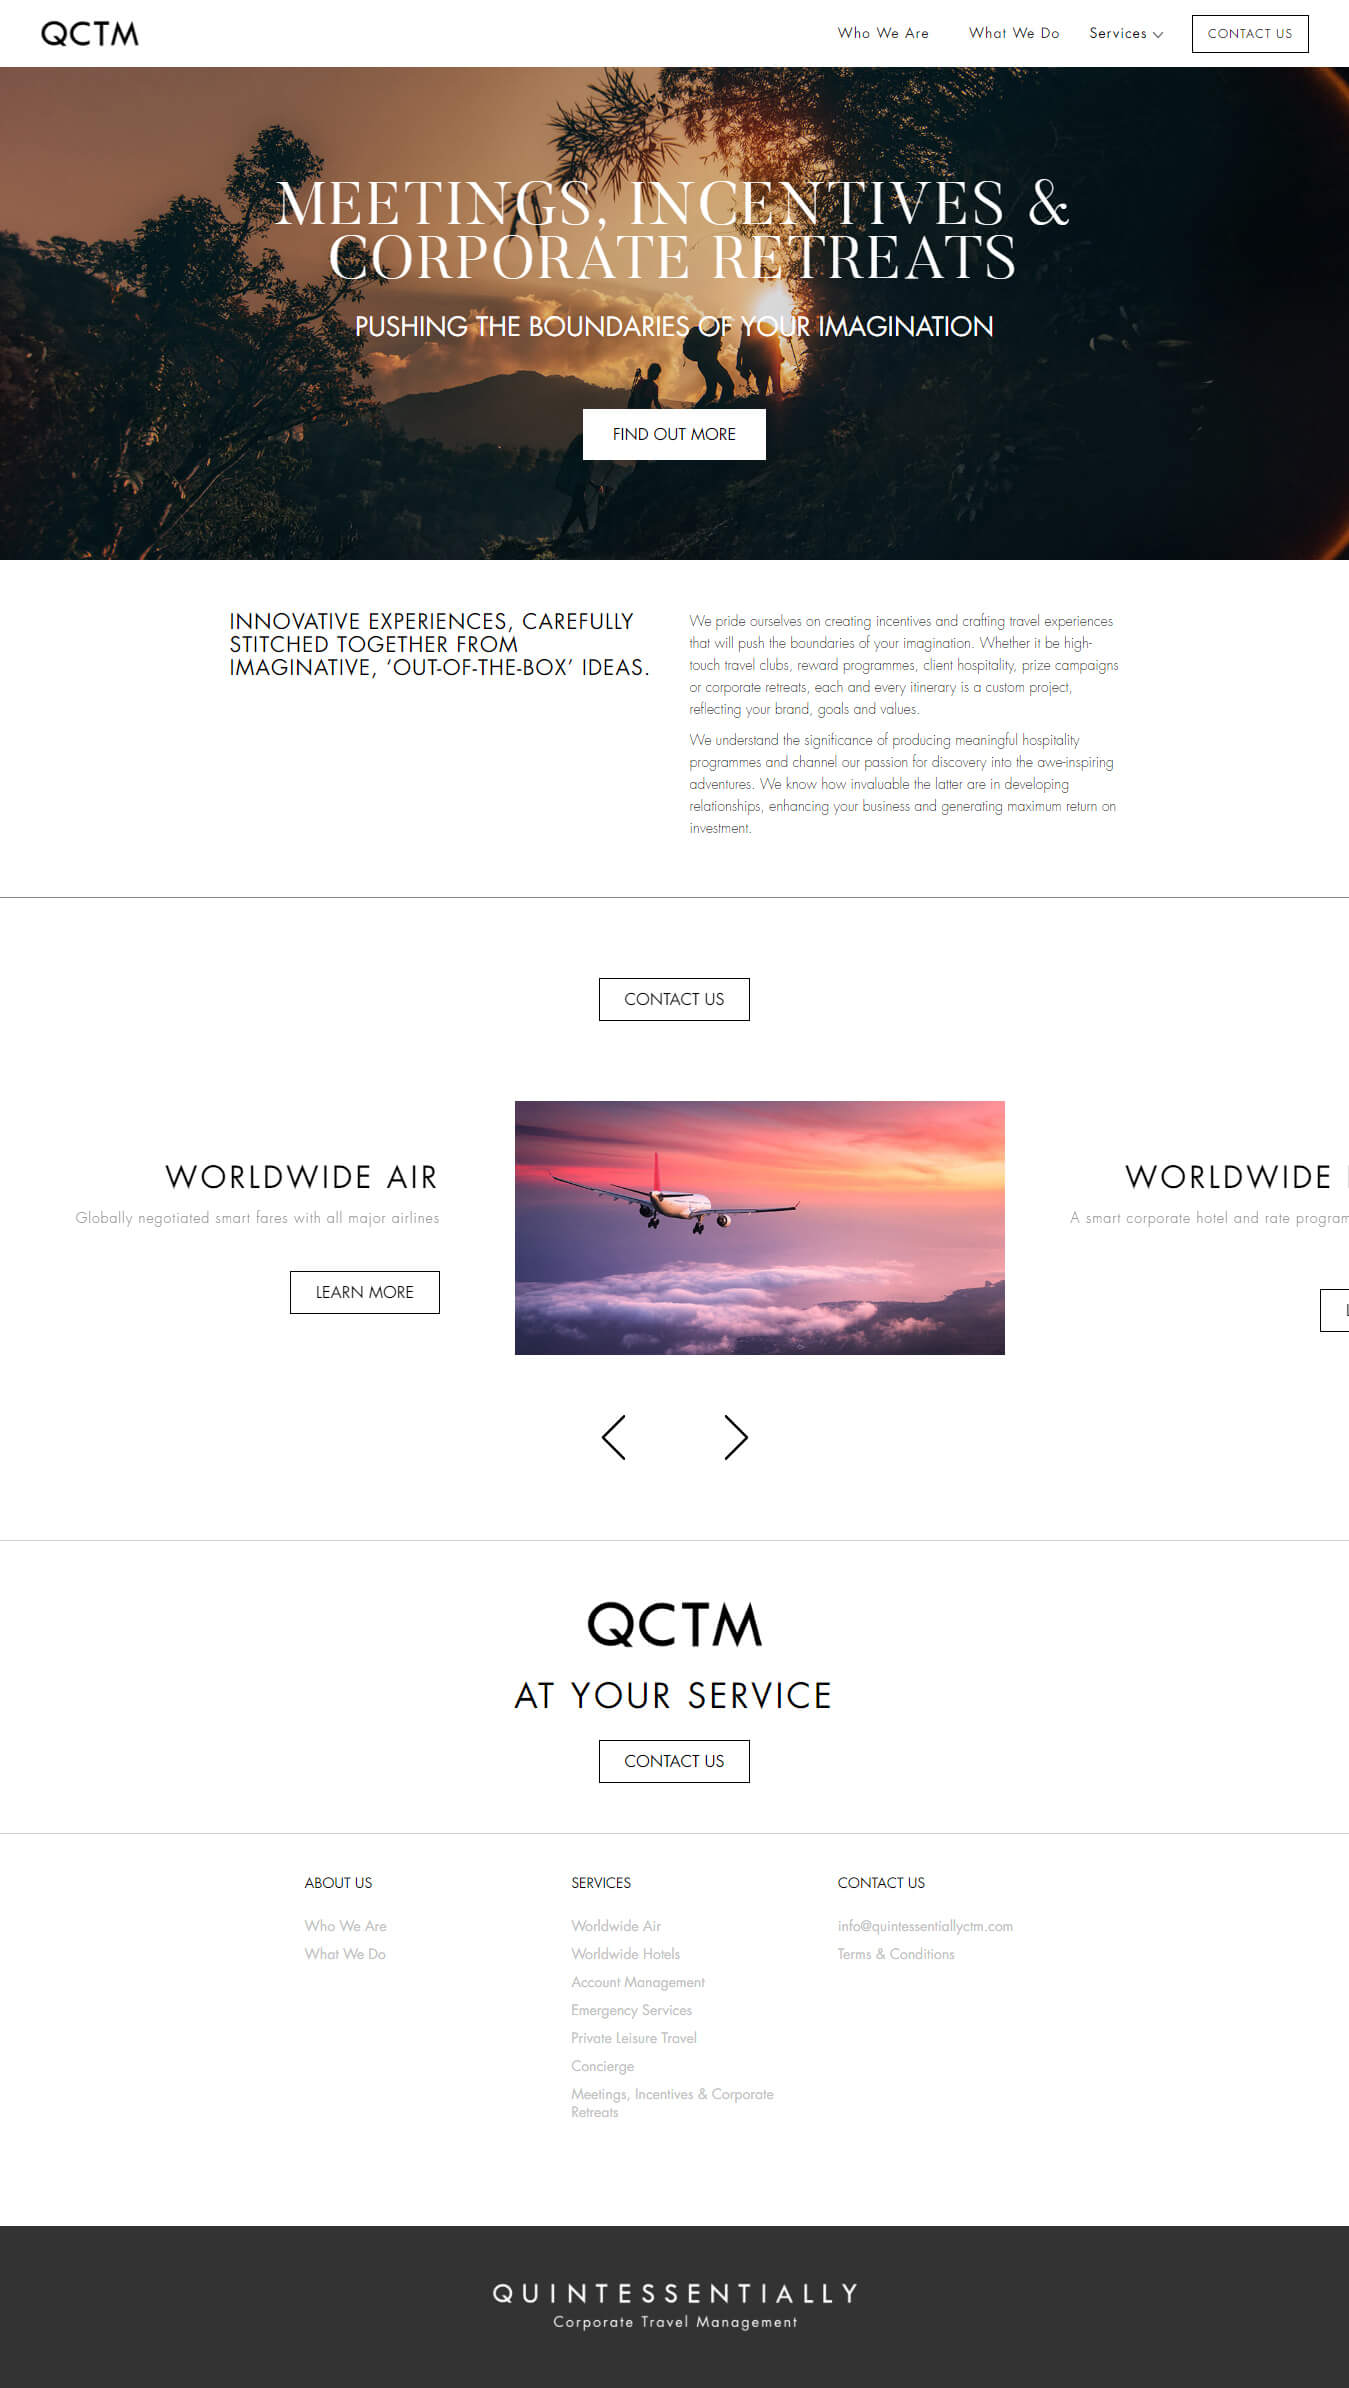 QCTM
Who We Are
What We Do
Services
CONTACT US
MEETINGS, INCENTIVES &
CORPORATE RETREATS
PUSHING THE BOUNDARIES OF YOUR IMAGINATION
FIND OUT MORE
INNOVATIVE EXPERIENCES, CAREFULLY
STITCHED TOGETHER FROM
IMAGINATIVE, ‘OUT-OF-THE-BOX’ IDEAS.
We pride ourselves on creating incentives and crafting travel experiences
that will push the boundaries of your imagination. Whether it be high-
touch travel clubs, reward programmes, client hospitality, prize campaigns
or corporate retreats, each and every itinerary is a custom project,
reflecting your brand, goals and values.
We understand the significance of producing meaningful hospitality
programmes and channel our passion for discovery into the awe-inspiring
adventures. We know how invaluable the latter are in developing
relationships, enhancing your business and generating maximum return on
investment.
CONTACT US
WORLDWIDE AIR
Globally negotiated smart fares with all major airlines
LEARN MORE
WORLDWIDE
A smart corporate hotel and rate program
QCTM
AT YOUR SERVICE
CONTACT US
ABOUT US
Who We Are
What We Do
SERVICES
Worldwide Air
Worldwide Hotels
Account Management
Emergency Services
Private Leisure Travel
Concierge
Meetings, Incentives & Corporate
Retreats
CONTACT US
info@quintessentiallyctm.com
Terms & Conditions
QUINTESSENTIALLY
Corporate Travel Management